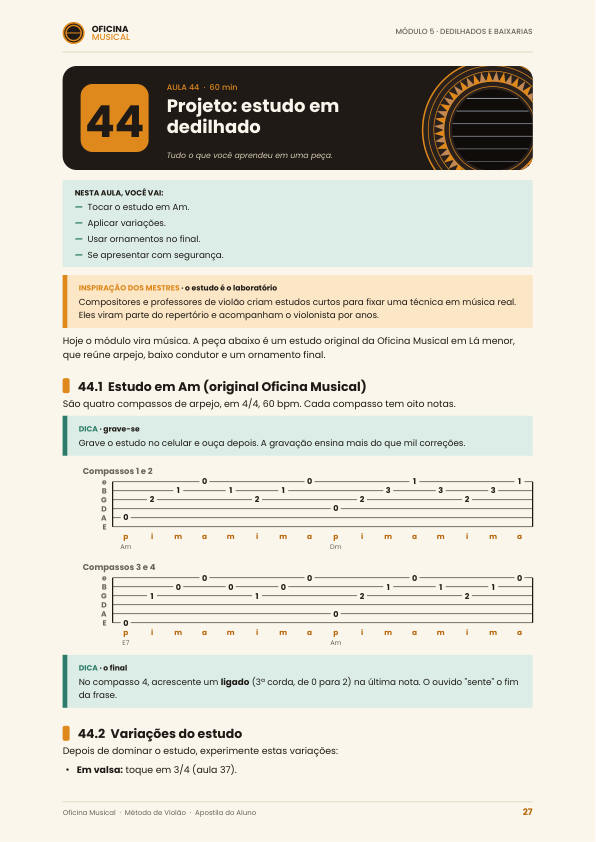 OFICINA
MUSICAL
MÓDULO 5 · DEDILHADOS E BAIXARIAS
44
AULA 44 · 60 min
Projeto: estudo em
dedilhado
Tudo o que você aprendeu em uma peça.
NESTA AULA, VOCÊ VAI:
— Tocar o estudo em Am.
— Aplicar variações.
— Usar ornamentos no final.
— Se apresentar com segurança.
INSPIRAÇÃO DOS MESTRES · o estudo é o laboratório
Compositores e professores de violão criam estudos curtos para fixar uma técnica em música real.
Eles viram parte do repertório e acompanham o violonista por anos.
Hoje o módulo vira música. A peça abaixo é um estudo original da Oficina Musical em Lá menor,
que reúne arpejo, baixo condutor e um ornamento final.
44.1 Estudo em Am (original Oficina Musical)
São quatro compassos de arpejo, em 4/4, 60 bpm. Cada compasso tem oito notas.
DICA · grave-se
Grave o estudo no celular e ouça depois. A gravação ensina mais do que mil correções.
Compassos 1 e 2
e 0 0 1 1
B 1 1 1 3 3 3
G 2 2 2 2
D 0
A 0
E
p i m a m i m a p i m a m i m a
Am Dm
Compassos 3 e 4
e 0 0 0 0
B 0 0 0 1 1 1
G 1 1 2 2
D
A 0
E 0
p i m a m i m a p i m a m i m a
E7 Am
DICA · o final
No compasso 4, acrescente um ligado (3ª corda, de 0 para 2) na última nota. O ouvido "sente" o fim
da frase.
44.2 Variações do estudo
Depois de dominar o estudo, experimente estas variações:
• Em valsa: toque em 3/4 (aula 37).
Oficina Musical · Método de Violão · Apostila do Aluno
27